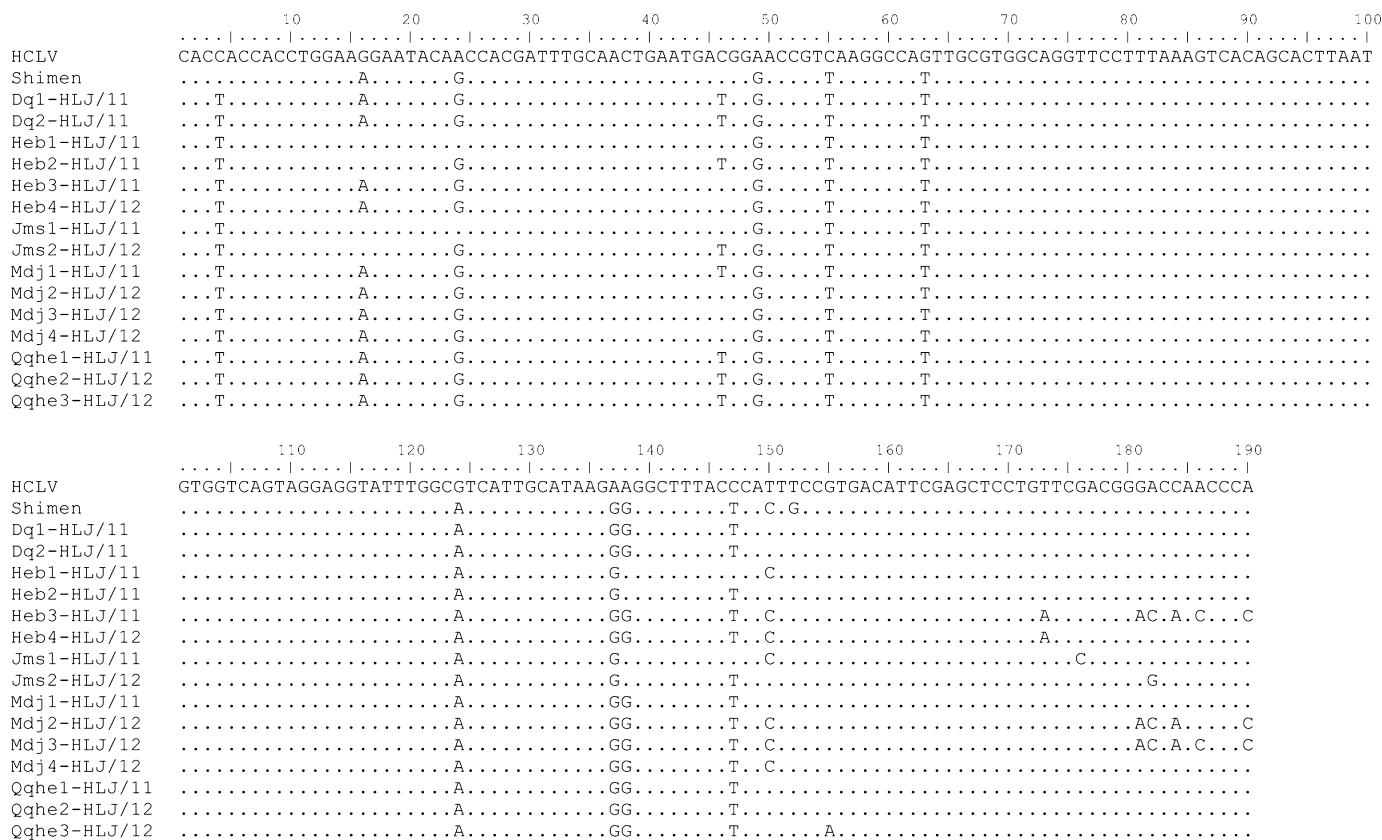 10 20 30 40 50 60 70 80 90 100
HCLV CACCACCACCTGGAAGGAATACAACCACGATTTGCAACTGAATGACGGAACCGTCAAGGCCAGTTGCGTGGCAGGTTCCTTTAAAGTCACAGCACTTAAT
Shimen ...............A.......G........................G.....T.......T.....................................
Dq1-HLJ/11 ...T...........A.......G.....................T..G.....T.......T.....................................
Dq2-HLJ/11 ...T...........A.......G.....................T..G.....T.......T.....................................
Heb1-HLJ/11 ...T............................................G.....T.......T.....................................
Heb2-HLJ/11 ...T...................G.....................T..G.....T.......T.....................................
Heb3-HLJ/11 ...T...........A.......G........................G.....T.......T.....................................
Heb4-HLJ/12 ...T...........A.......G........................G.....T.......T.....................................
Jms1-HLJ/11 ...T............................................G.....T.......T.....................................
Jms2-HLJ/12 ...T...................G.....................T..G.....T.......T.....................................
Mdj1-HLJ/11 ...T...........A.......G.....................T..G.....T.......T.....................................
Mdj2-HLJ/12 ...T...........A.......G........................G.....T.......T.....................................
Mdj3-HLJ/12 ...T...........A.......G........................G.....T.......T.....................................
Mdj4-HLJ/12 ...T...........A.......G........................G.....T.......T.....................................
Qqhe1-HLJ/11 ...T...........A.......G.....................T..G.....T.......T.....................................
Qqhe2-HLJ/12 ...T...........A.......G.....................T..G.....T.......T.....................................
Qqhe3-HLJ/12 ...T...........A.......G.....................T..G.....T.......T.....................................
110 120 130 140 150 160 170 180 190
HCLV GTGGTCAGTAGGAGGTATTTGGCGTCATTGCATAAGAAGGCTTTACCCATTTCCGTGACATTCGAGCTCCTGTTCGACGGGACCAACCCA
Shimen .......................A............GG........T..C.C......................................
Dq1-HLJ/11 .......................A............GG........T...........................................
Dq2-HLJ/11 .......................A............GG........T...........................................
Heb1-HLJ/11 .......................A............G............C........................................
Heb2-HLJ/11 .......................A............G.........T...........................................
Heb3-HLJ/11 .......................A............GG........T..C......................A.......AC.A.C...C
Heb4-HLJ/12 .......................A............GG........T..C......................A.................
Jms1-HLJ/11 .......................A............G............C.........................C..............
Jms2-HLJ/12 .......................A............G.........T..................................G........
Mdj1-HLJ/11 .......................A............GG........T...........................................
Mdj2-HLJ/12 .......................A............GG........T..C..............................AC.A.....C
Mdj3-HLJ/12 .......................A............GG........T..C..............................AC.A.C...C
Mdj4-HLJ/12 .......................A............GG........T..C........................................
Qqhe1-HLJ/11 .......................A............GG........T...........................................
Qqhe2-HLJ/12 .......................A............GG........T...........................................
Qqhe3-HLJ/12 .......................A............GG........T.......A...................................